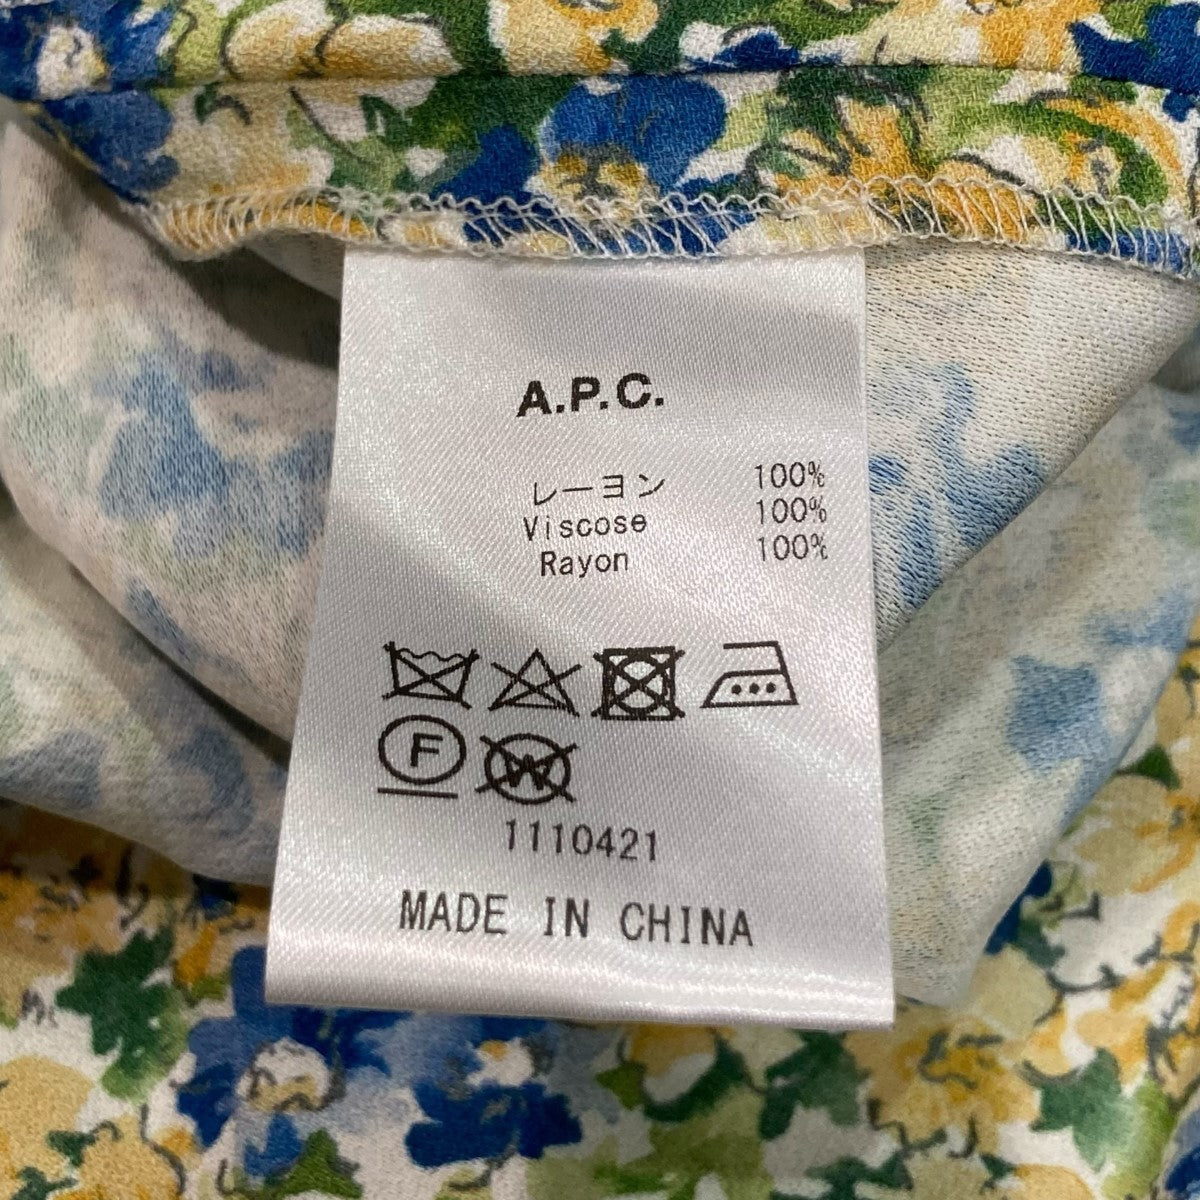 A.P.C.
レーヨン 100%
Viscose 100%
Rayon 100%
F
W
1110421
MADE IN CHINA